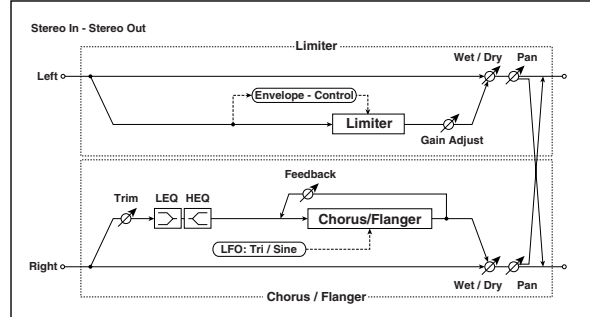 Stereo In - Stereo Out
Limiter
Wet / Dry Pan
Left
Envelope - Control
Limiter
Gain Adjust
Feedback
Trim LEQ HEQ
Chorus/Flanger
LFO: Tri / Sine
Right
Wet / Dry Pan
Chorus / Flanger